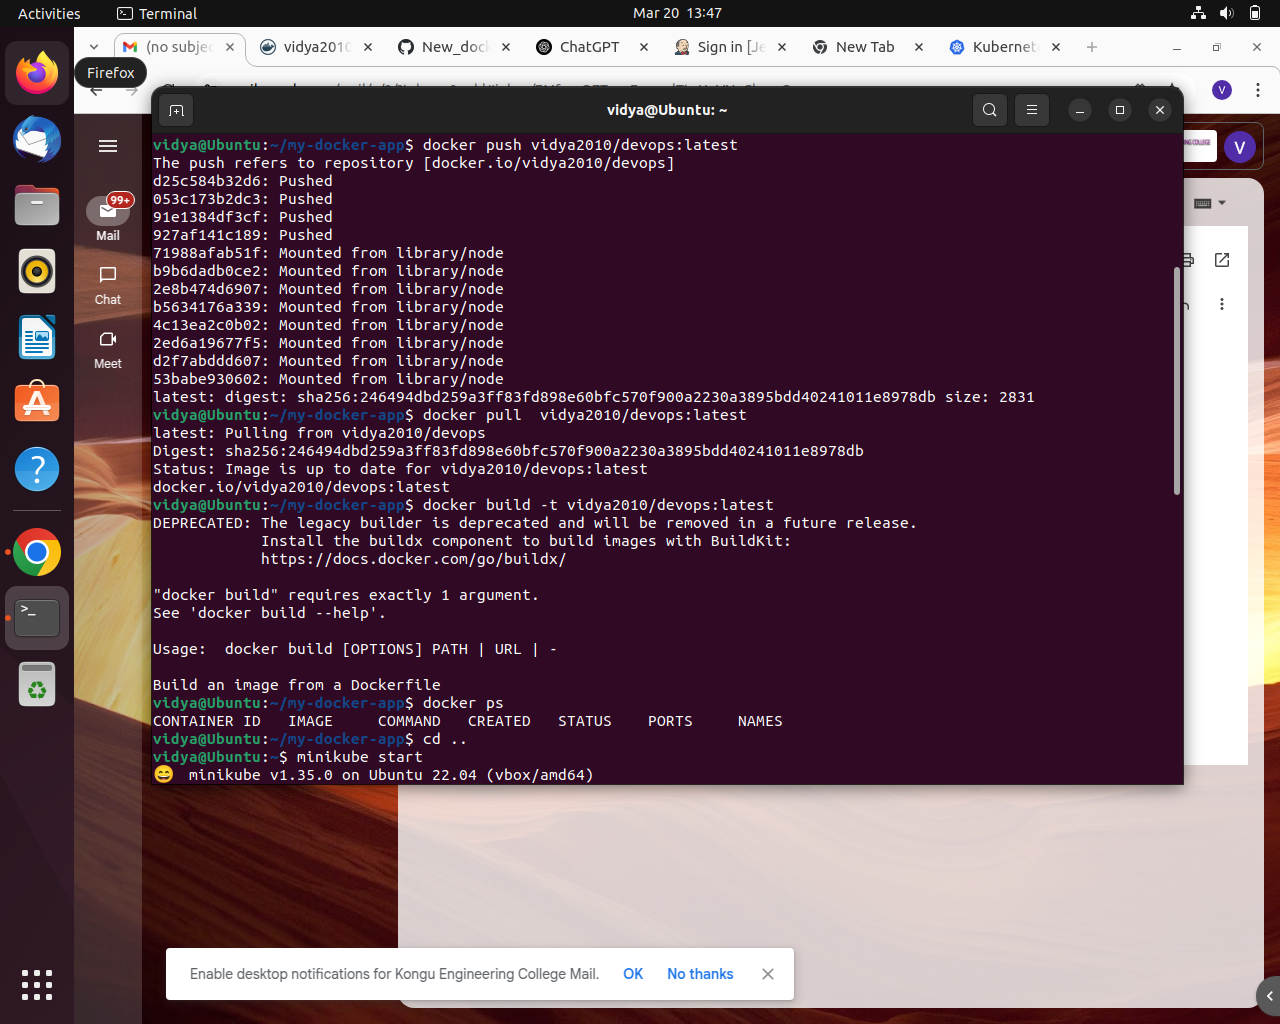 Activities
Terminal
Mar 20 13:47
(no subje
vidya2010
New_doc
ChatGPT
Sign in [Je
New Tab
Kubernet
Firefox
V
vidya@Ubuntu: ~
vidya@Ubuntu:~/my-docker-app$ docker push vidya2010/devops:latest
The push refers to repository [docker.io/vidya2010/devops]
d25c584b32d6: Pushed
053c173b2dc3: Pushed
91e1384df3cf: Pushed
927af141c189: Pushed
71988afab51f: Mounted from library/node
b9b6dadb0ce2: Mounted from library/node
2e8b474d6907: Mounted from library/node
b5634176a339: Mounted from library/node
4c13ea2c0b02: Mounted from library/node
2ed6a19677f5: Mounted from library/node
d2f7abddd607: Mounted from library/node
53babe930602: Mounted from library/node
latest: digest: sha256:246494dbd259a3ff83fd898e60bfc570f900a2230a3895bdd40241011e8978db size: 2831
vidya@Ubuntu:~/my-docker-app$ docker pull  vidya2010/devops:latest
latest: Pulling from vidya2010/devops
Digest: sha256:246494dbd259a3ff83fd898e60bfc570f900a2230a3895bdd40241011e8978db
Status: Image is up to date for vidya2010/devops:latest
docker.io/vidya2010/devops:latest
vidya@Ubuntu:~/my-docker-app$ docker build -t vidya2010/devops:latest
DEPRECATED: The legacy builder is deprecated and will be removed in a future release.
            Install the buildx component to build images with BuildKit:
            https://docs.docker.com/go/buildx/
"docker build" requires exactly 1 argument.
See 'docker build --help'.
Usage:  docker build [OPTIONS] PATH | URL | -
Build an image from a Dockerfile
vidya@Ubuntu:~/my-docker-app$ docker ps
CONTAINER ID   IMAGE     COMMAND   CREATED   STATUS    PORTS     NAMES
vidya@Ubuntu:~/my-docker-app$ cd ..
vidya@Ubuntu:~$ minikube start
😄  minikube v1.35.0 on Ubuntu 22.04 (vbox/amd64)
99+
Mail
Chat
Meet
COLLEGE
V
Enable desktop notifications for Kongu Engineering College Mail.
OK
No thanks